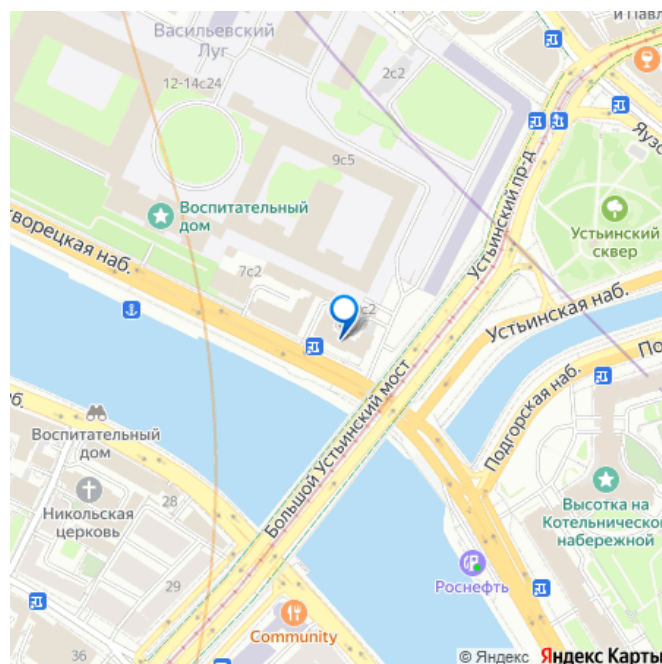 и Павл
Васильевский
Луг
2с2
12-14с24
9с5
Яузс
Устьинский пр-д
Воспитательный
дом
Устьинский
сквер
кворецкая наб.
7с2
с2
Устьинская наб.
По
Подгорская наб.
Большой Устьинский мост
б.
Воспитательный
дом
Никольская
церковь
28
29
36
Высотка на
Котельническо
набережной
Роснефть
Community
© Яндекс Яндекс Карты